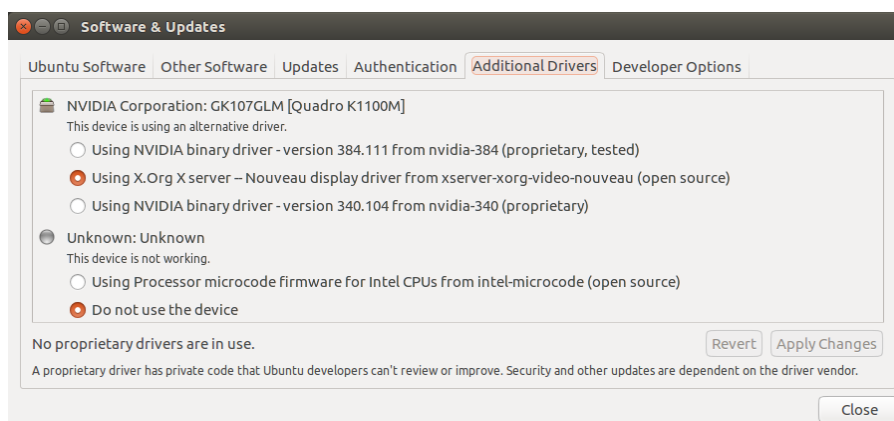 Software & Updates
Ubuntu Software Other Software Updates Authentication Additional Drivers Developer Options
NVIDIA Corporation: GK107GLM [Quadro K1100M]
This device is using an alternative driver.
Using NVIDIA binary driver - version 384.111 from nvidia-384 (proprietary, tested)
Using X.Org X server -- Nouveau display driver from xserver-xorg-video-nouveau (open source)
Using NVIDIA binary driver - version 340.104 from nvidia-340 (proprietary)
Unknown: Unknown
This device is not working.
Using Processor microcode firmware for Intel CPUs from intel-microcode (open source)
Do not use the device
No proprietary drivers are in use.
Revert Apply Changes
A proprietary driver has private code that Ubuntu developers can't review or improve. Security and other updates are dependent on the driver vendor.
Close